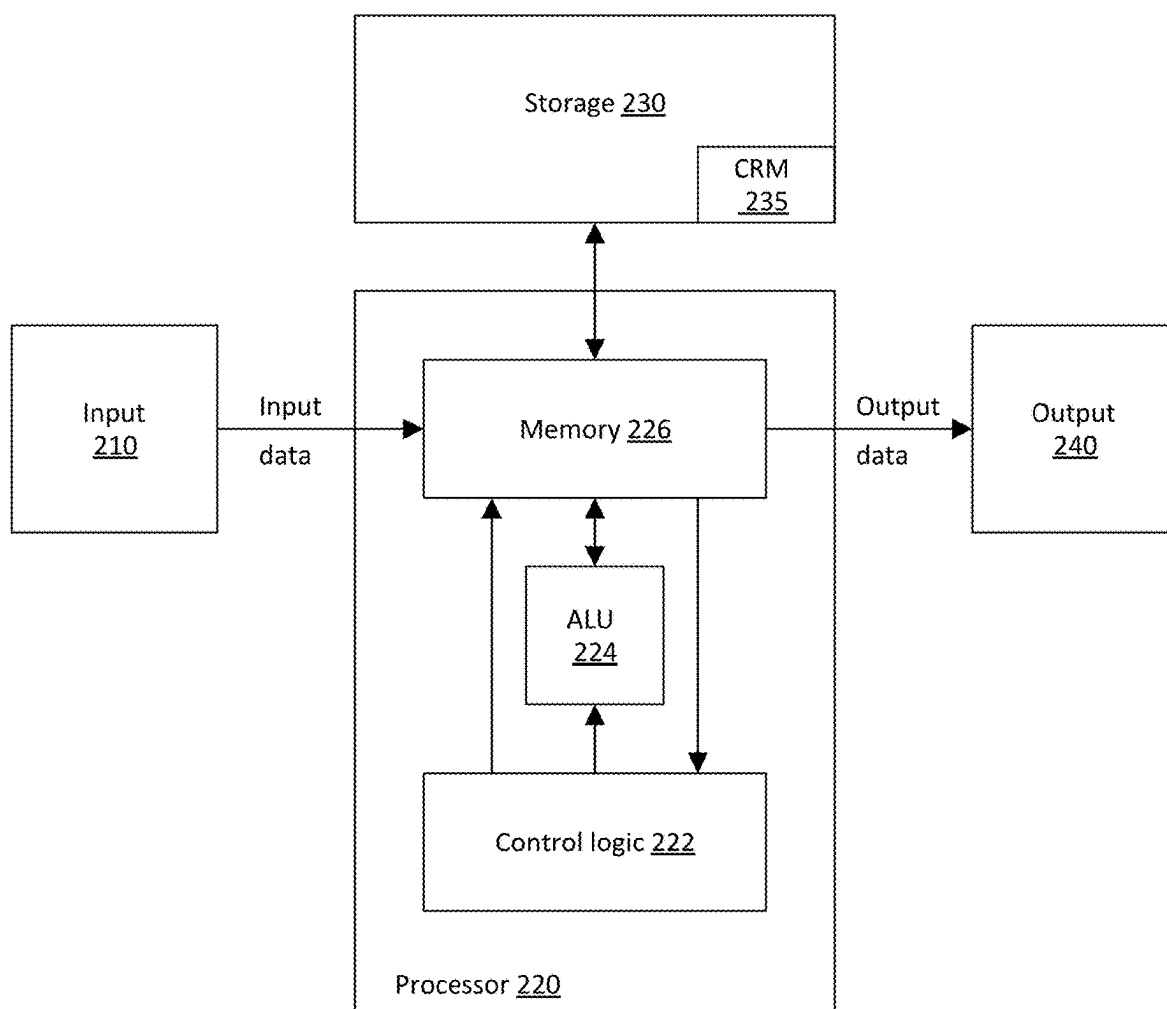 Storage 230
CRM
235
Input
210
Input
data
Memory 226
Output
data
Output
240
ALU
224
Control logic 222
Processor 220